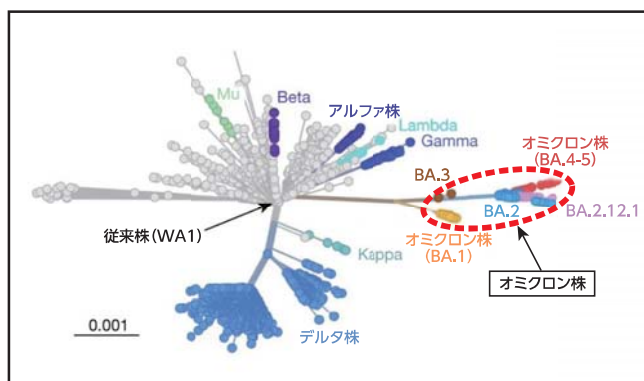 Mu
Beta
アルファ株
Lambda
Gamma
オミクロン株
(BA.4-5)
BA.3
BA.2
BA.2.12.1
従来株(WA1)
オミクロン株
(BA.1)
Kappa
オミクロン株
0.001
デルタ株